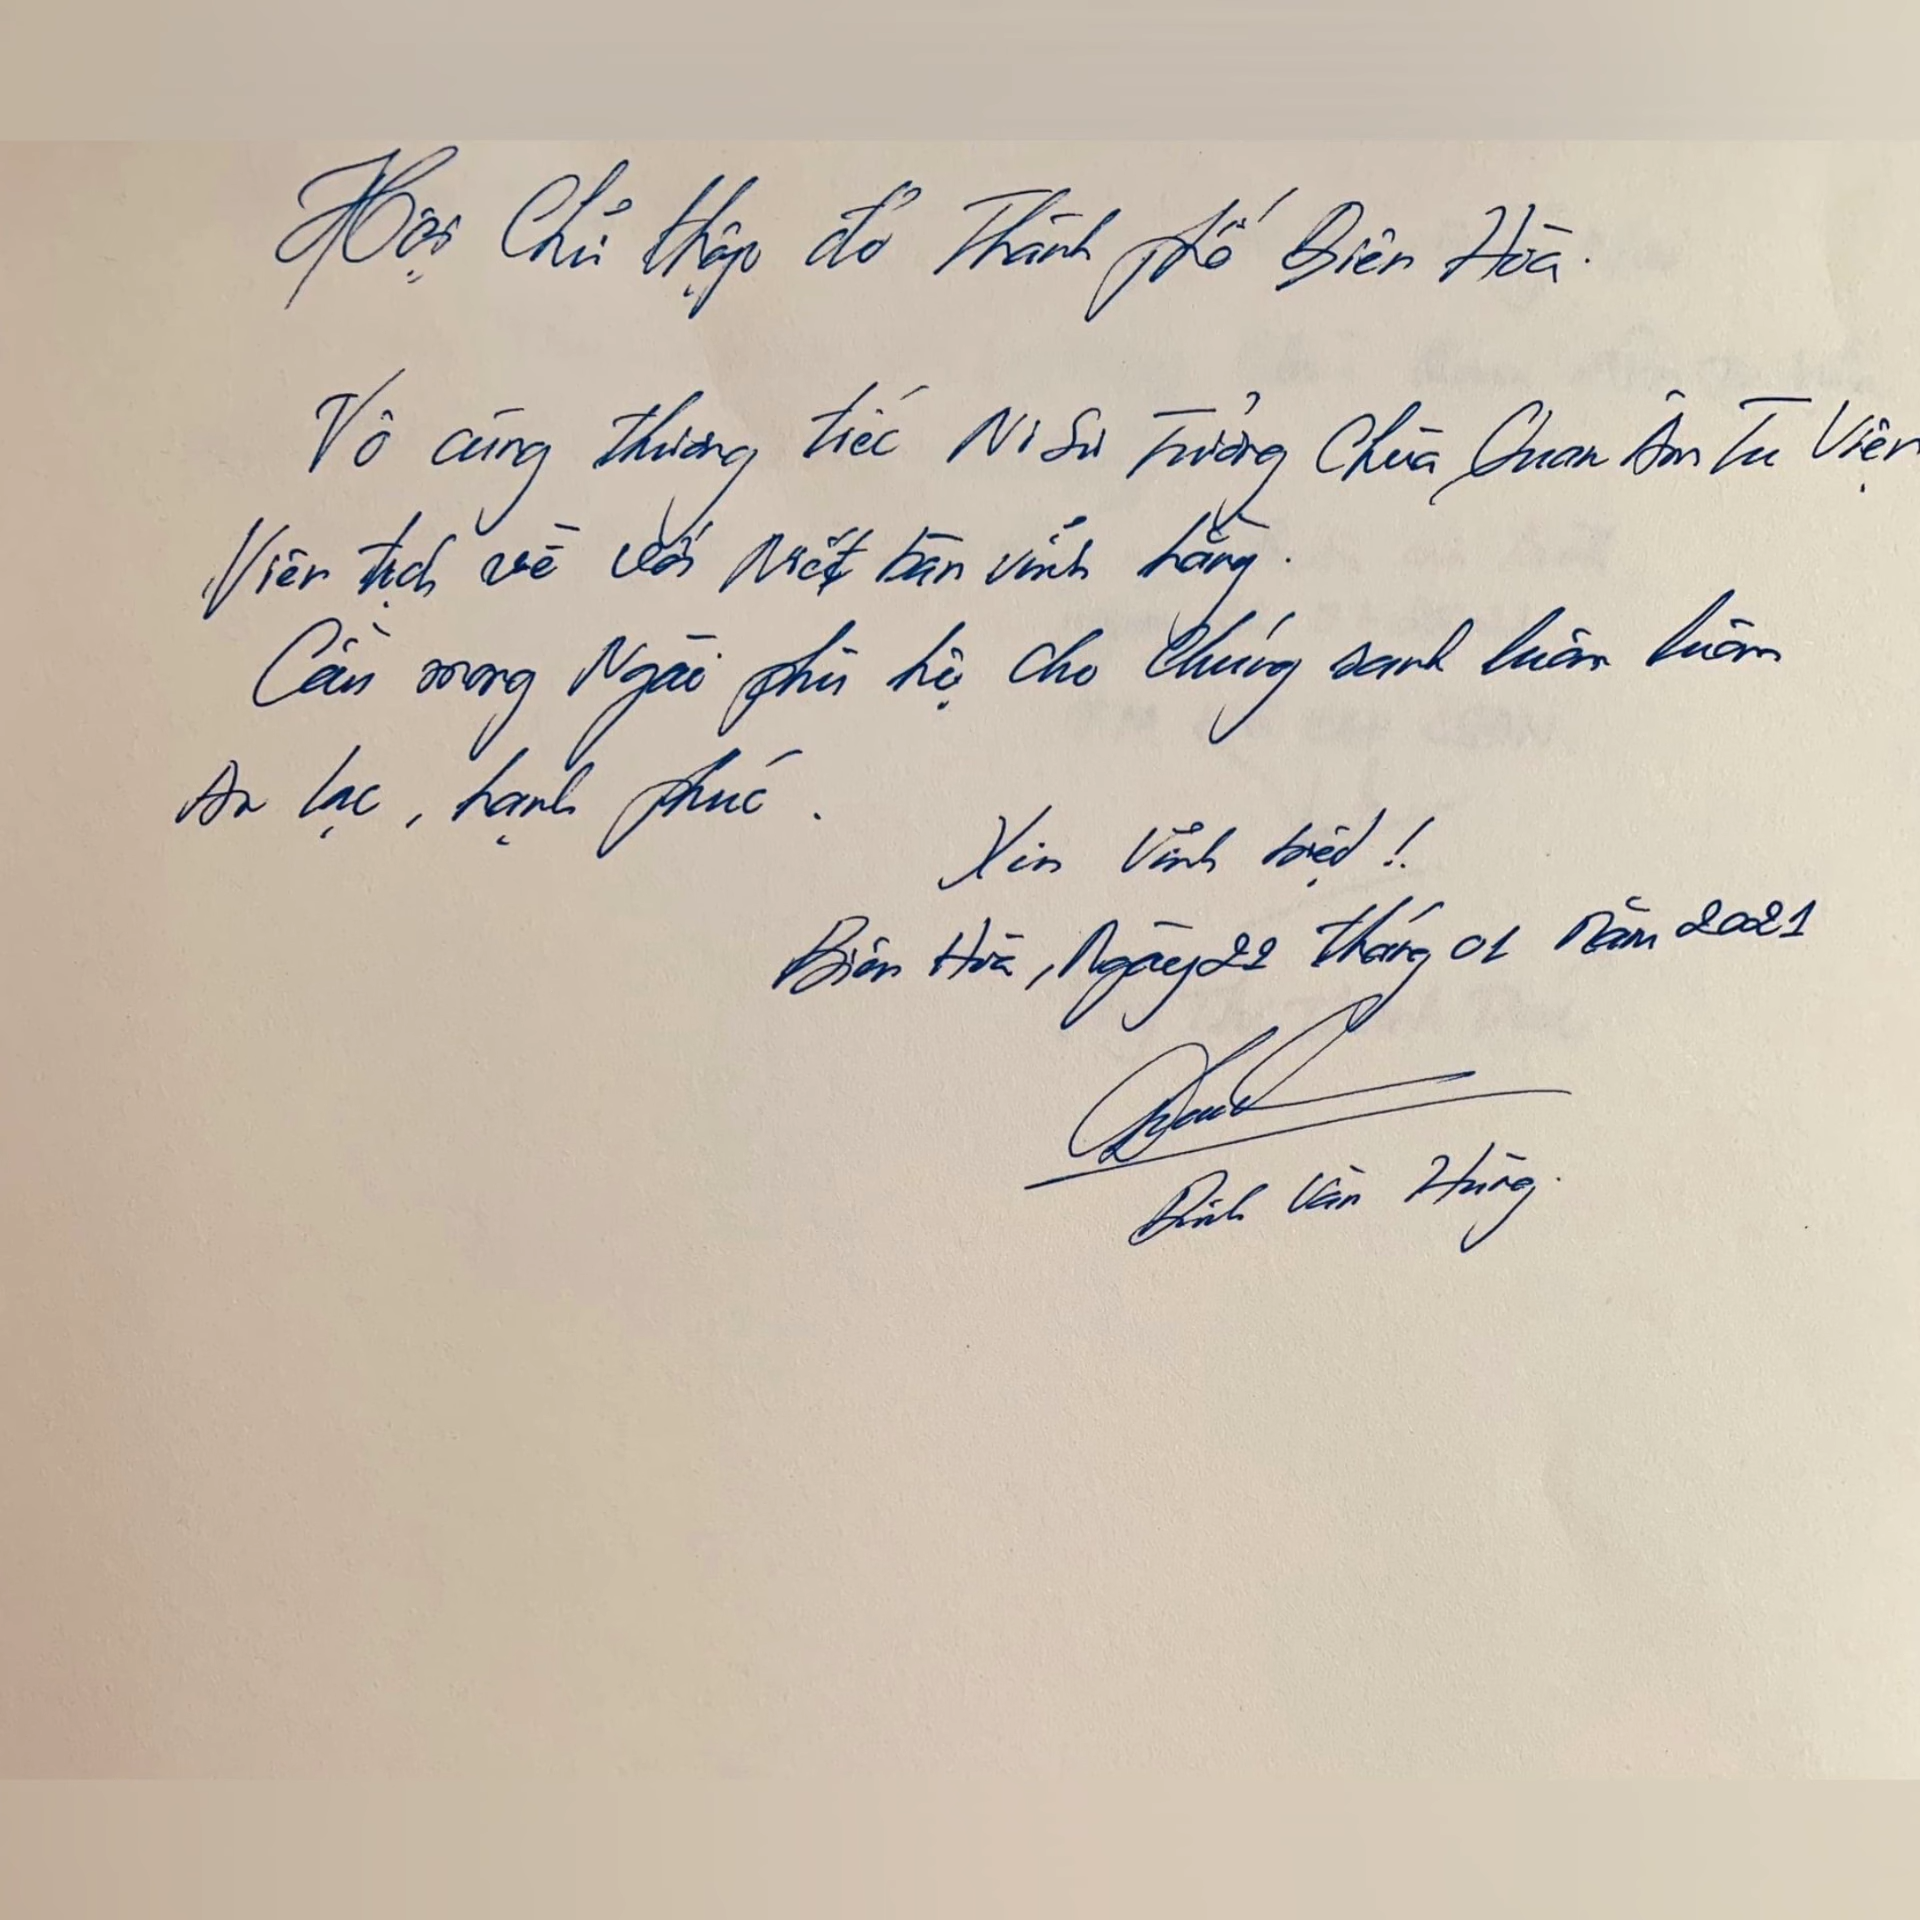 Hội Chữ thập đỏ Thành phố Biên Hòa.
Vô cùng thương tiếc Ni Sư Trưởng Chùa Quan Âm Tu Viện
Viên tịch về với Niết bàn vĩnh hằng.
Cầu mong Ngài phù hộ cho chúng sanh luôn luôn
An lạc, hạnh phúc.
Xin Vĩnh biệt!
Biên Hòa, Ngày 22 tháng 01 năm 2021
Đinh Văn Hùng.